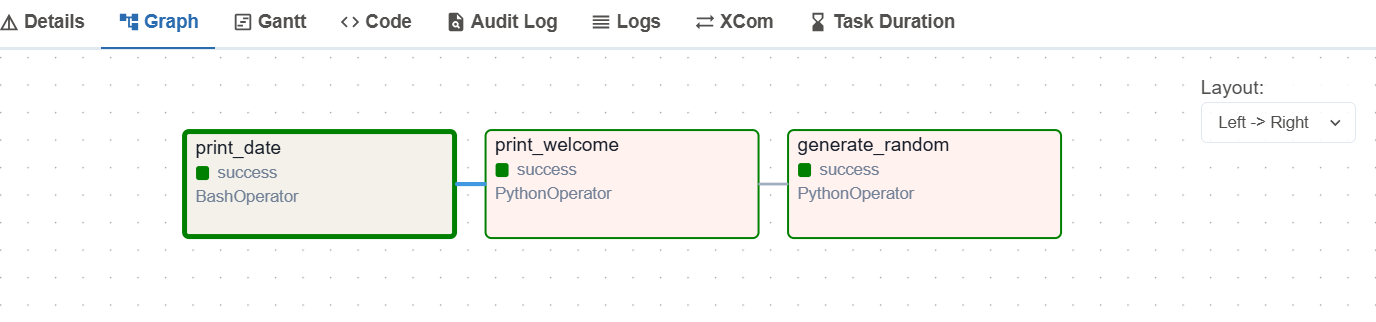 Details Graph Gantt Code Audit Log Logs XCom Task Duration
Layout:
Left -> Right
print_date
success
BashOperator
print_welcome
success
PythonOperator
generate_random
success
PythonOperator